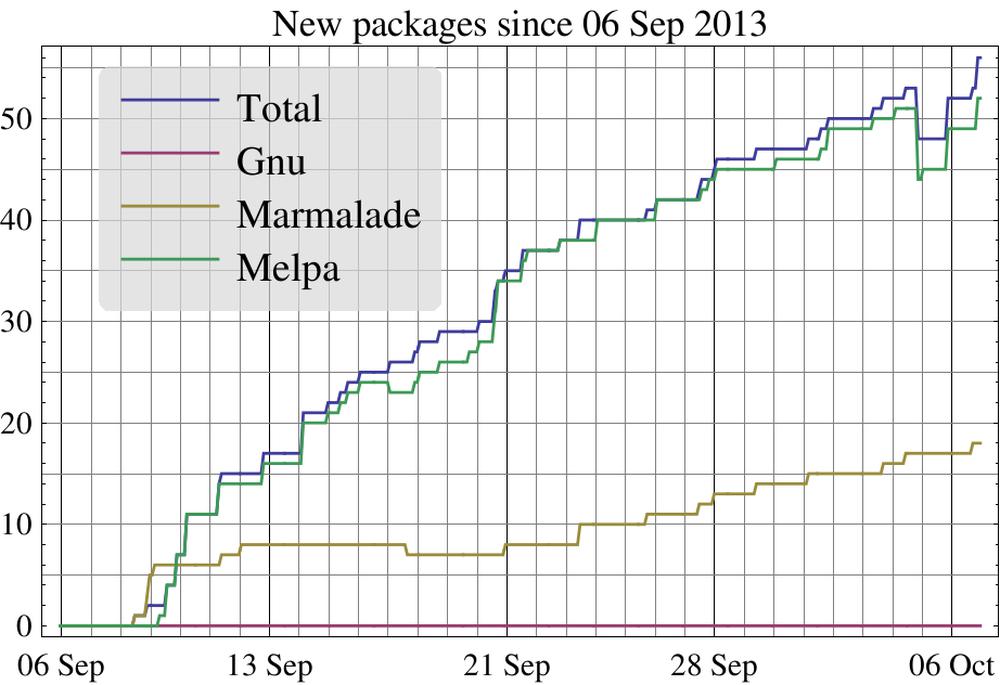 New packages since 06 Sep 2013
Total
Gnu
Marmalade
Melpa
50
40
30
20
10
0
06 Sep 13 Sep 21 Sep 28 Sep 06 Oct